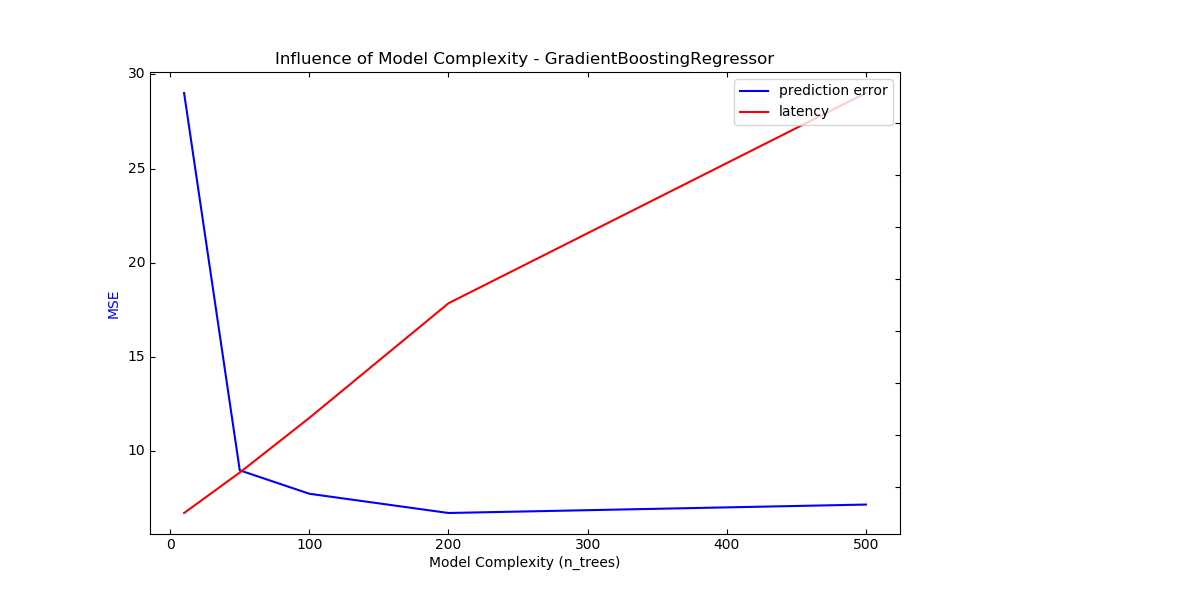 Influence of Model Complexity - GradientBoostingRegressor
prediction error
latency
30
25
20
15
10
MSE
0 100 200 300 400 500
Model Complexity (n_trees)